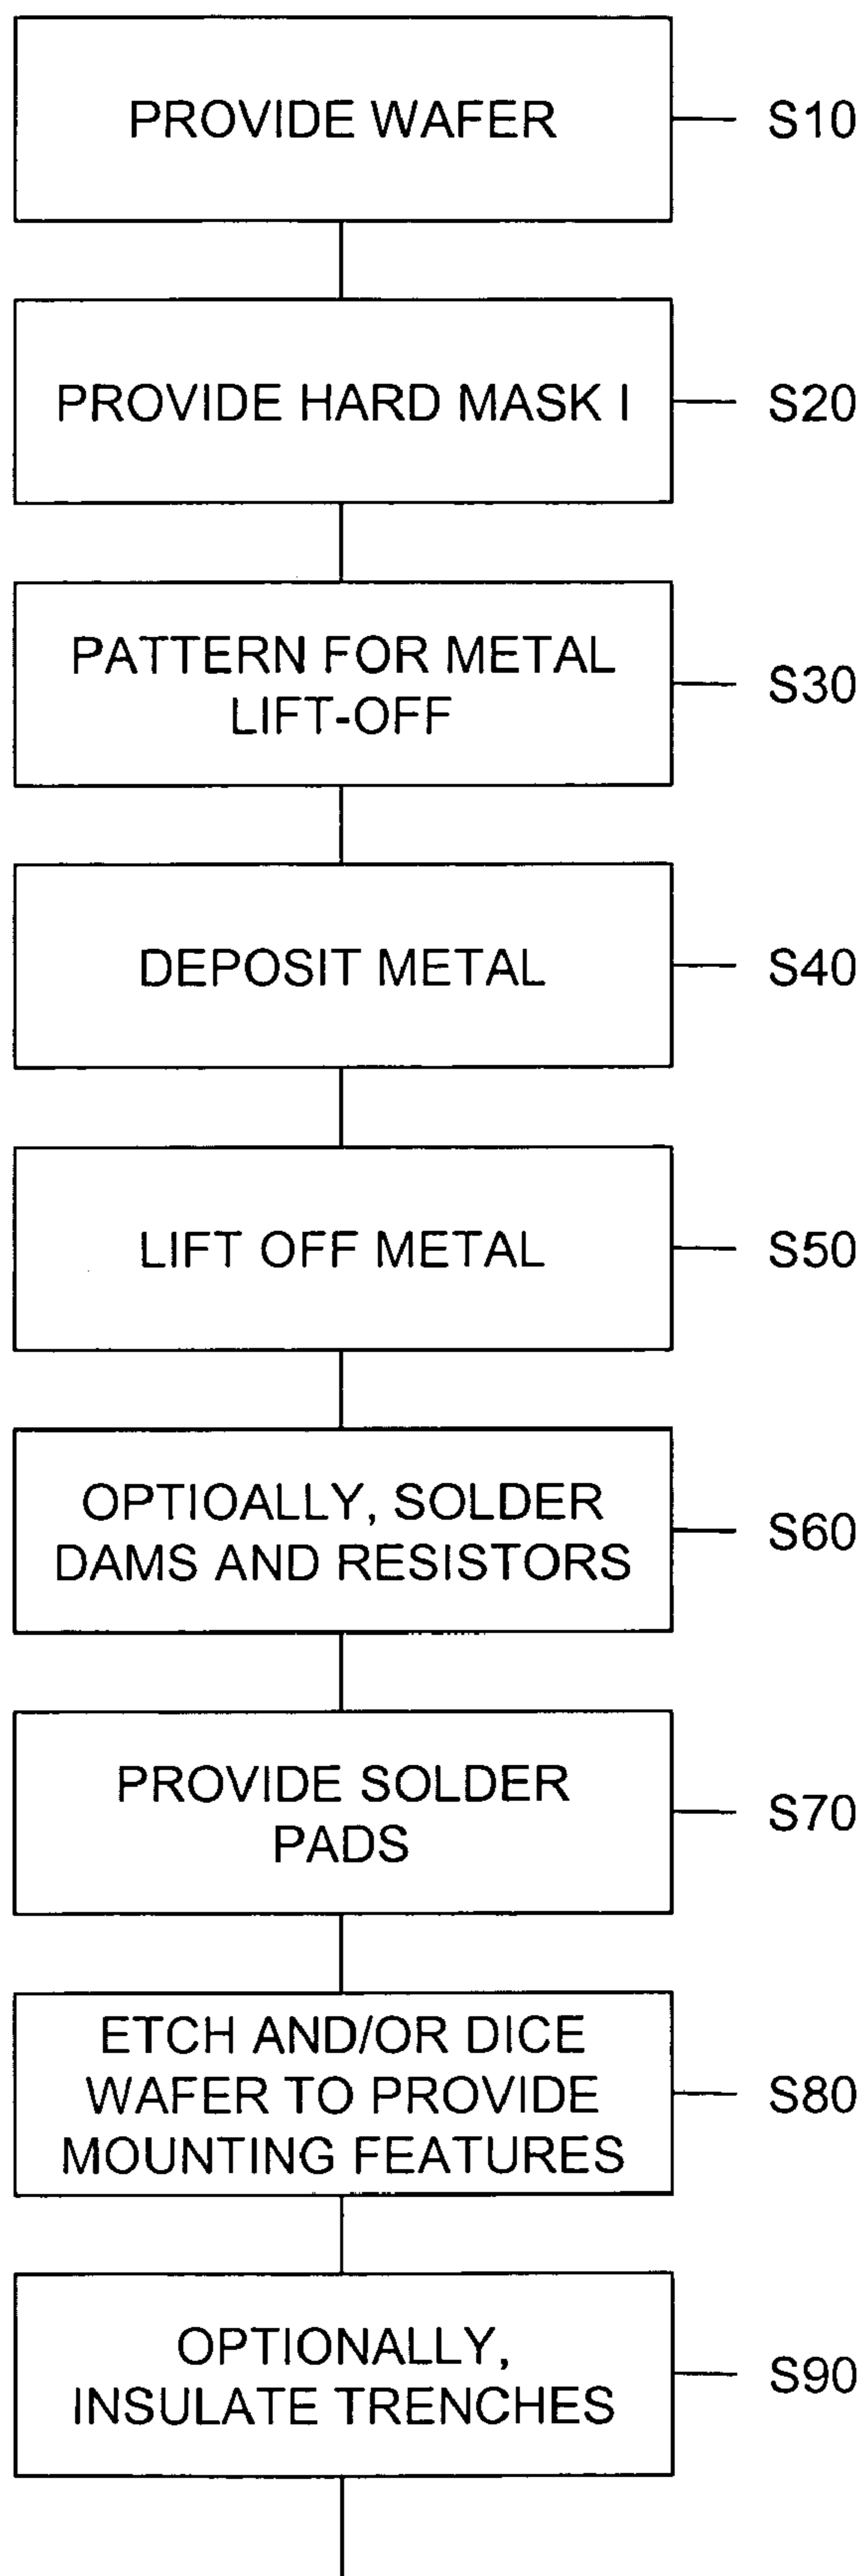 PROVIDE WAFER
S10
PROVIDE HARD MASK I
S20
PATTERN FOR METAL
LIFT-OFF
S30
DEPOSIT METAL
S40
LIFT OFF METAL
S50
OPTIOALLY, SOLDER
DAMS AND RESISTORS
S60
PROVIDE SOLDER
PADS
S70
ETCH AND/OR DICE
WAFER TO PROVIDE
MOUNTING FEATURES
S80
OPTIONALLY,
INSULATE TRENCHES
S90